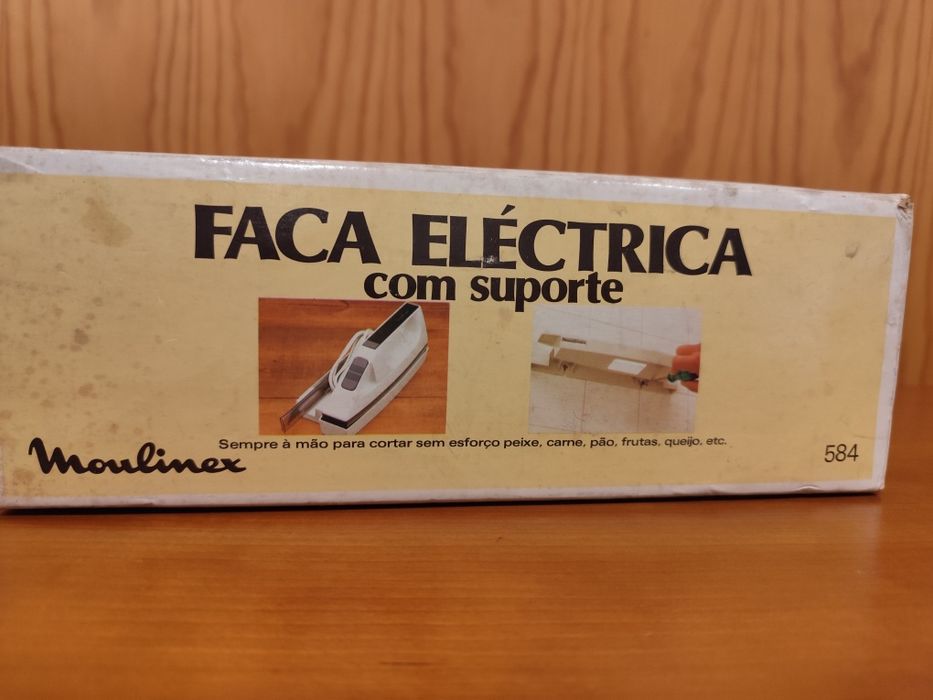 FACA ELÉCTRICA
com suporte
Sempre à mão para cortar sem esforço peixe, carne, pão, frutas, queijo, etc.
Moulinex
584